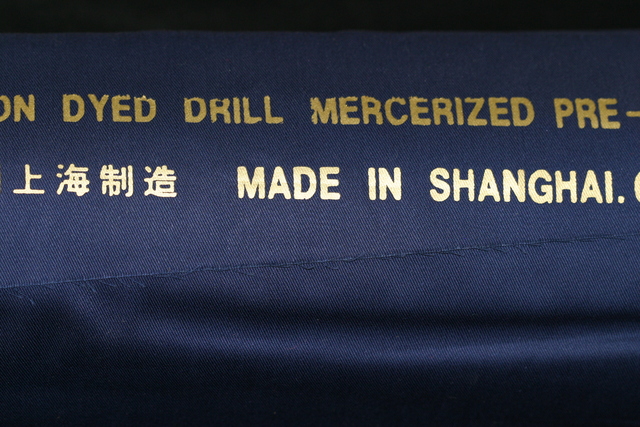 ON DYED DRILL MERCERIZED PRE-
上海制造 MADE IN SHANGHAI.